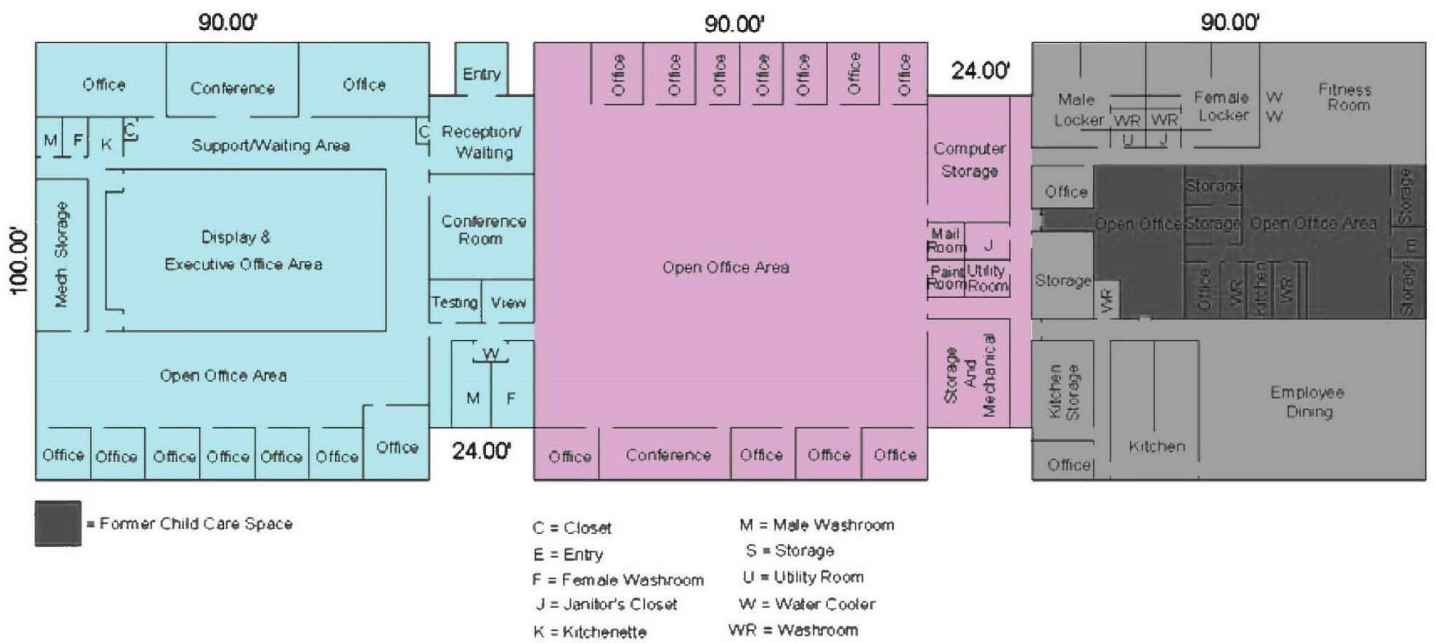 90.00'
90.00'
90.00'
24.00'
100.00'
Office
Conference
Office
Entry
M
F
K
C
C
Support/Waiting Area
Reception/
Waiting
Mech Storage
Display &
Executive Office Area
Conference
Room
Testing
View
Open Office Area
W
M
F
Office
Office
Office
Office
Office
Office
Office
24.00'
Office
Office
Office
Office
Office
Office
Office
Open Office Area
Office
Conference
Office
Office
Office
Computer
Storage
Mail
Room
J
Paint
Room
Utility
Room
Storage
And
Mechanical
Male
Locker
WR
WR
U
J
Female
Locker
W
W
Fitness
Room
Office
Storage
Storage
Open Office
Open Office Area
Storage
E
Storage
Storage
WR
Office
WR
Kitchen
WR
Kitchen
Storage
Office
Kitchen
Employee
Dining
= Former Child Care Space
C = Closet
E = Entry
F = Female Washroom
J = Janitor's Closet
K = Kitchenette
M = Male Washroom
S = Storage
U = Utility Room
W = Water Cooler
WR = Washroom